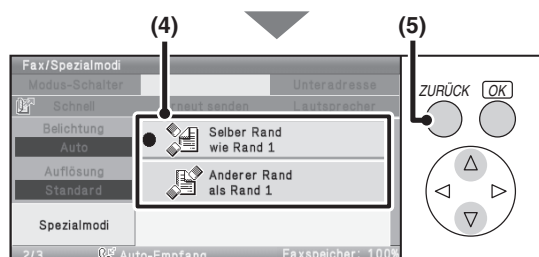 (4) (5)
Fax/Spezialmodi
Modus-Schalter Unteradresse
Schnell erneut senden Lautsprecher
Belichtung
Auto
Auflösung
Standard
Spezialmodi
Selber Rand
wie Rand 1
Anderer Rand
als Rand 1
2/3 Auto-Empfang Faxspeicher: 100%
ZURÜCK OK